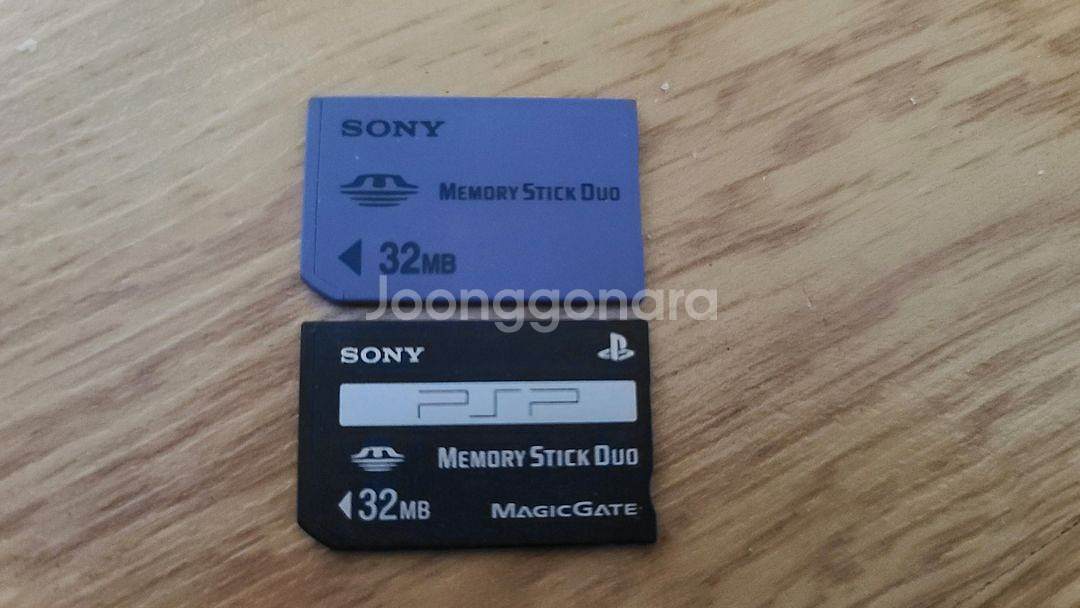 SONY
MEMORY STICK DUO
32MB
Joonggonara
SONY
PSP
MEMORY STICK DUO
32MB MAGICGATE